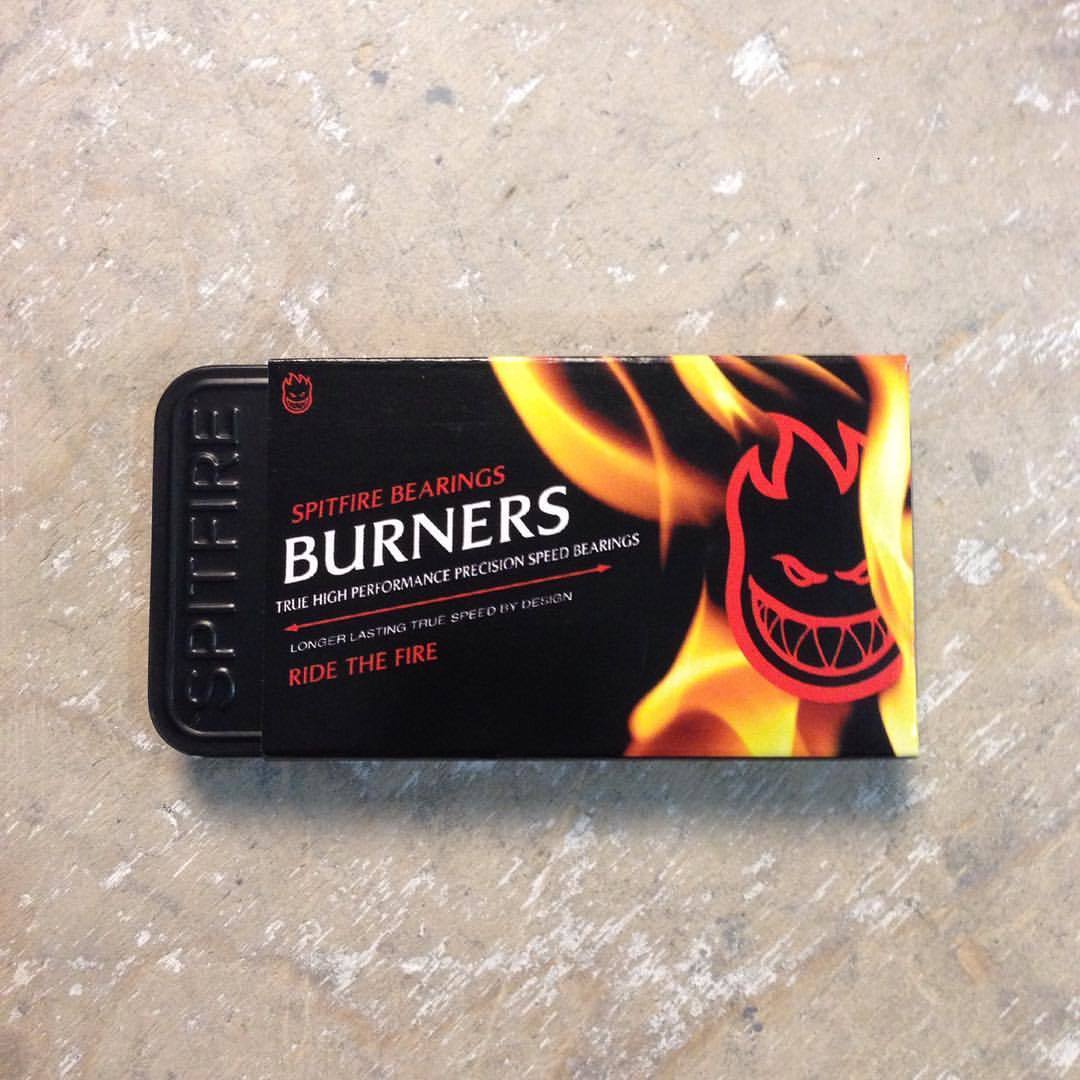 SPITFIRE
SPITFIRE BEARINGS
BURNERS
TRUE HIGH PERFORMANCE PRECISION SPEED BEARINGS
LONGER LASTING TRUE SPEED BY DESIGN
RIDE THE FIRE